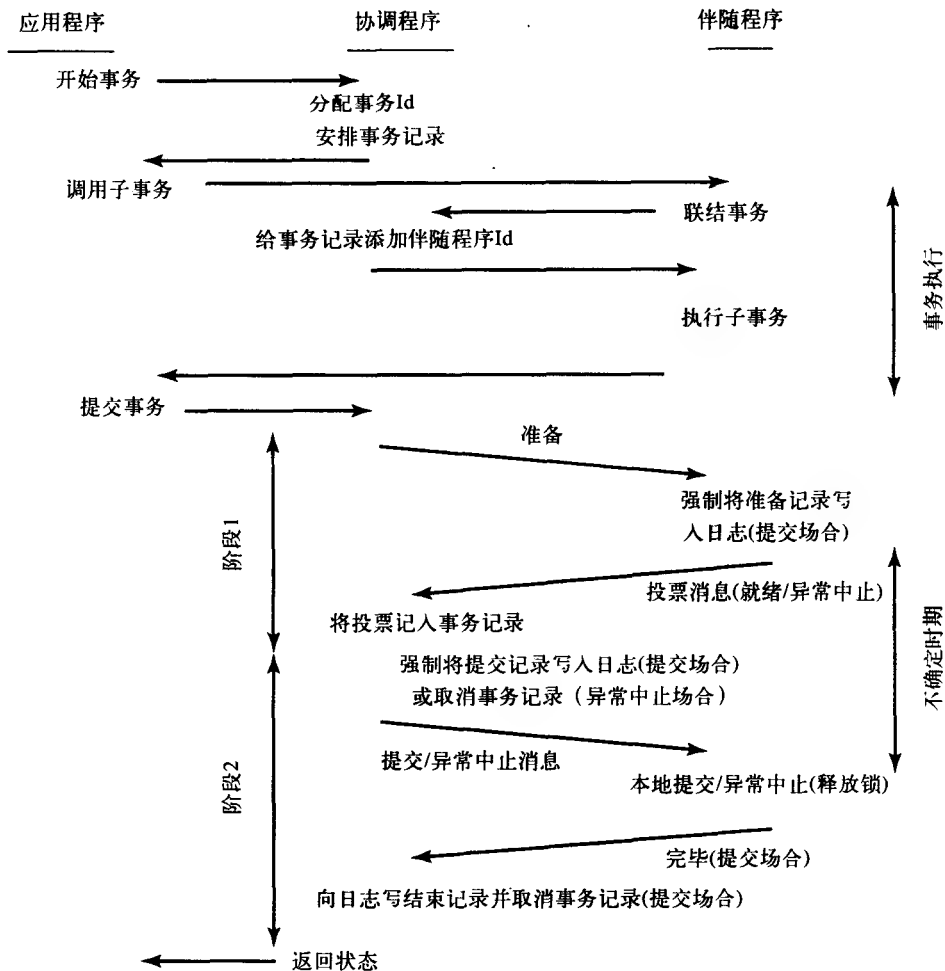 应用程序
协调程序
伴随程序
开始事务
分配事务Id
安排事务记录
调用子事务
联结事务
给事务记录添加伴随程序Id
执行子事务
事务执行
提交事务
准备
强制将准备记录写
入日志(提交场合)
阶段1
投票消息(就绪/异常中止)
将投票记入事务记录
不确定时期
强制将提交记录写入日志(提交场合)
或取消事务记录（异常中止场合)
提交/异常中止消息
阶段2
本地提交/异常中止(释放锁)
完毕(提交场合)
向日志写结束记录并取消事务记录(提交场合)
返回状态